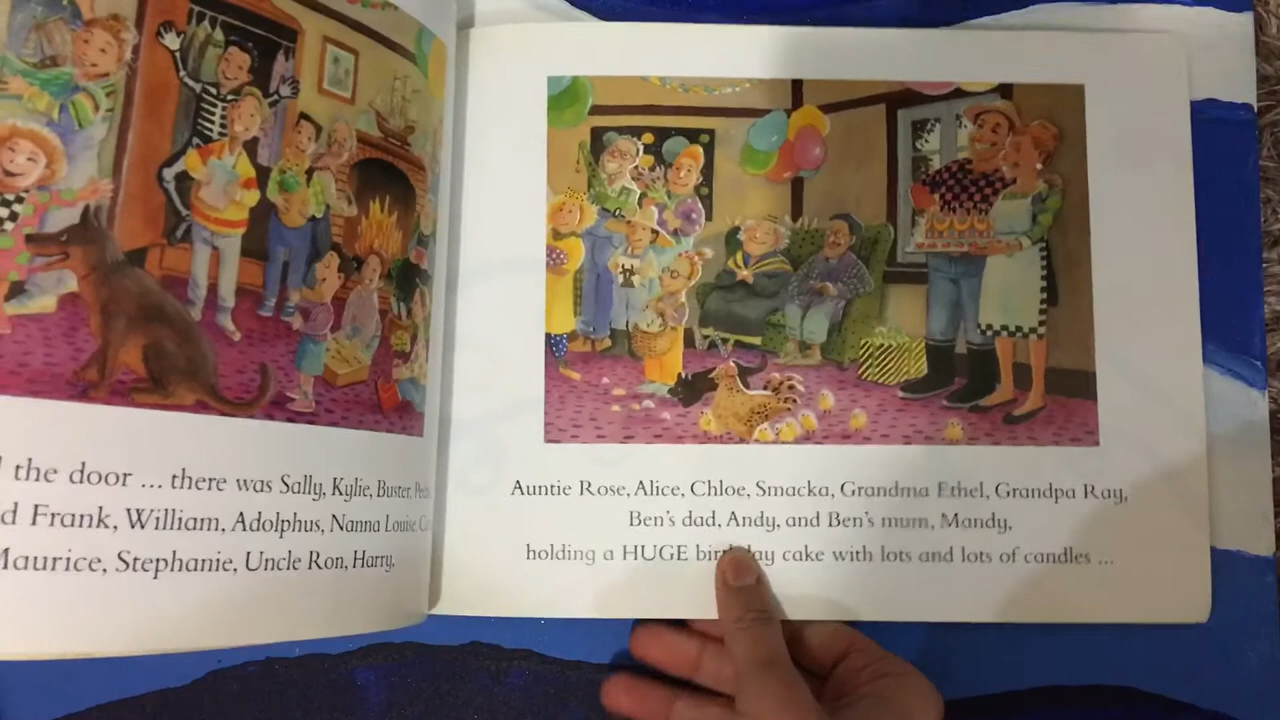 the door ... there was Sally, Kylie, Buster,
Frank, William, Adolphus, Nanna Louise,
Maurice, Stephanie, Uncle Ron, Harry,
Auntie Rose, Alice, Chloe, Smacka, Grandma Ethel, Grandpa Ray,
Ben's dad, Andy, and Ben's mum, Mandy,
holding a HUGE birthday cake with lots and lots of candles ...